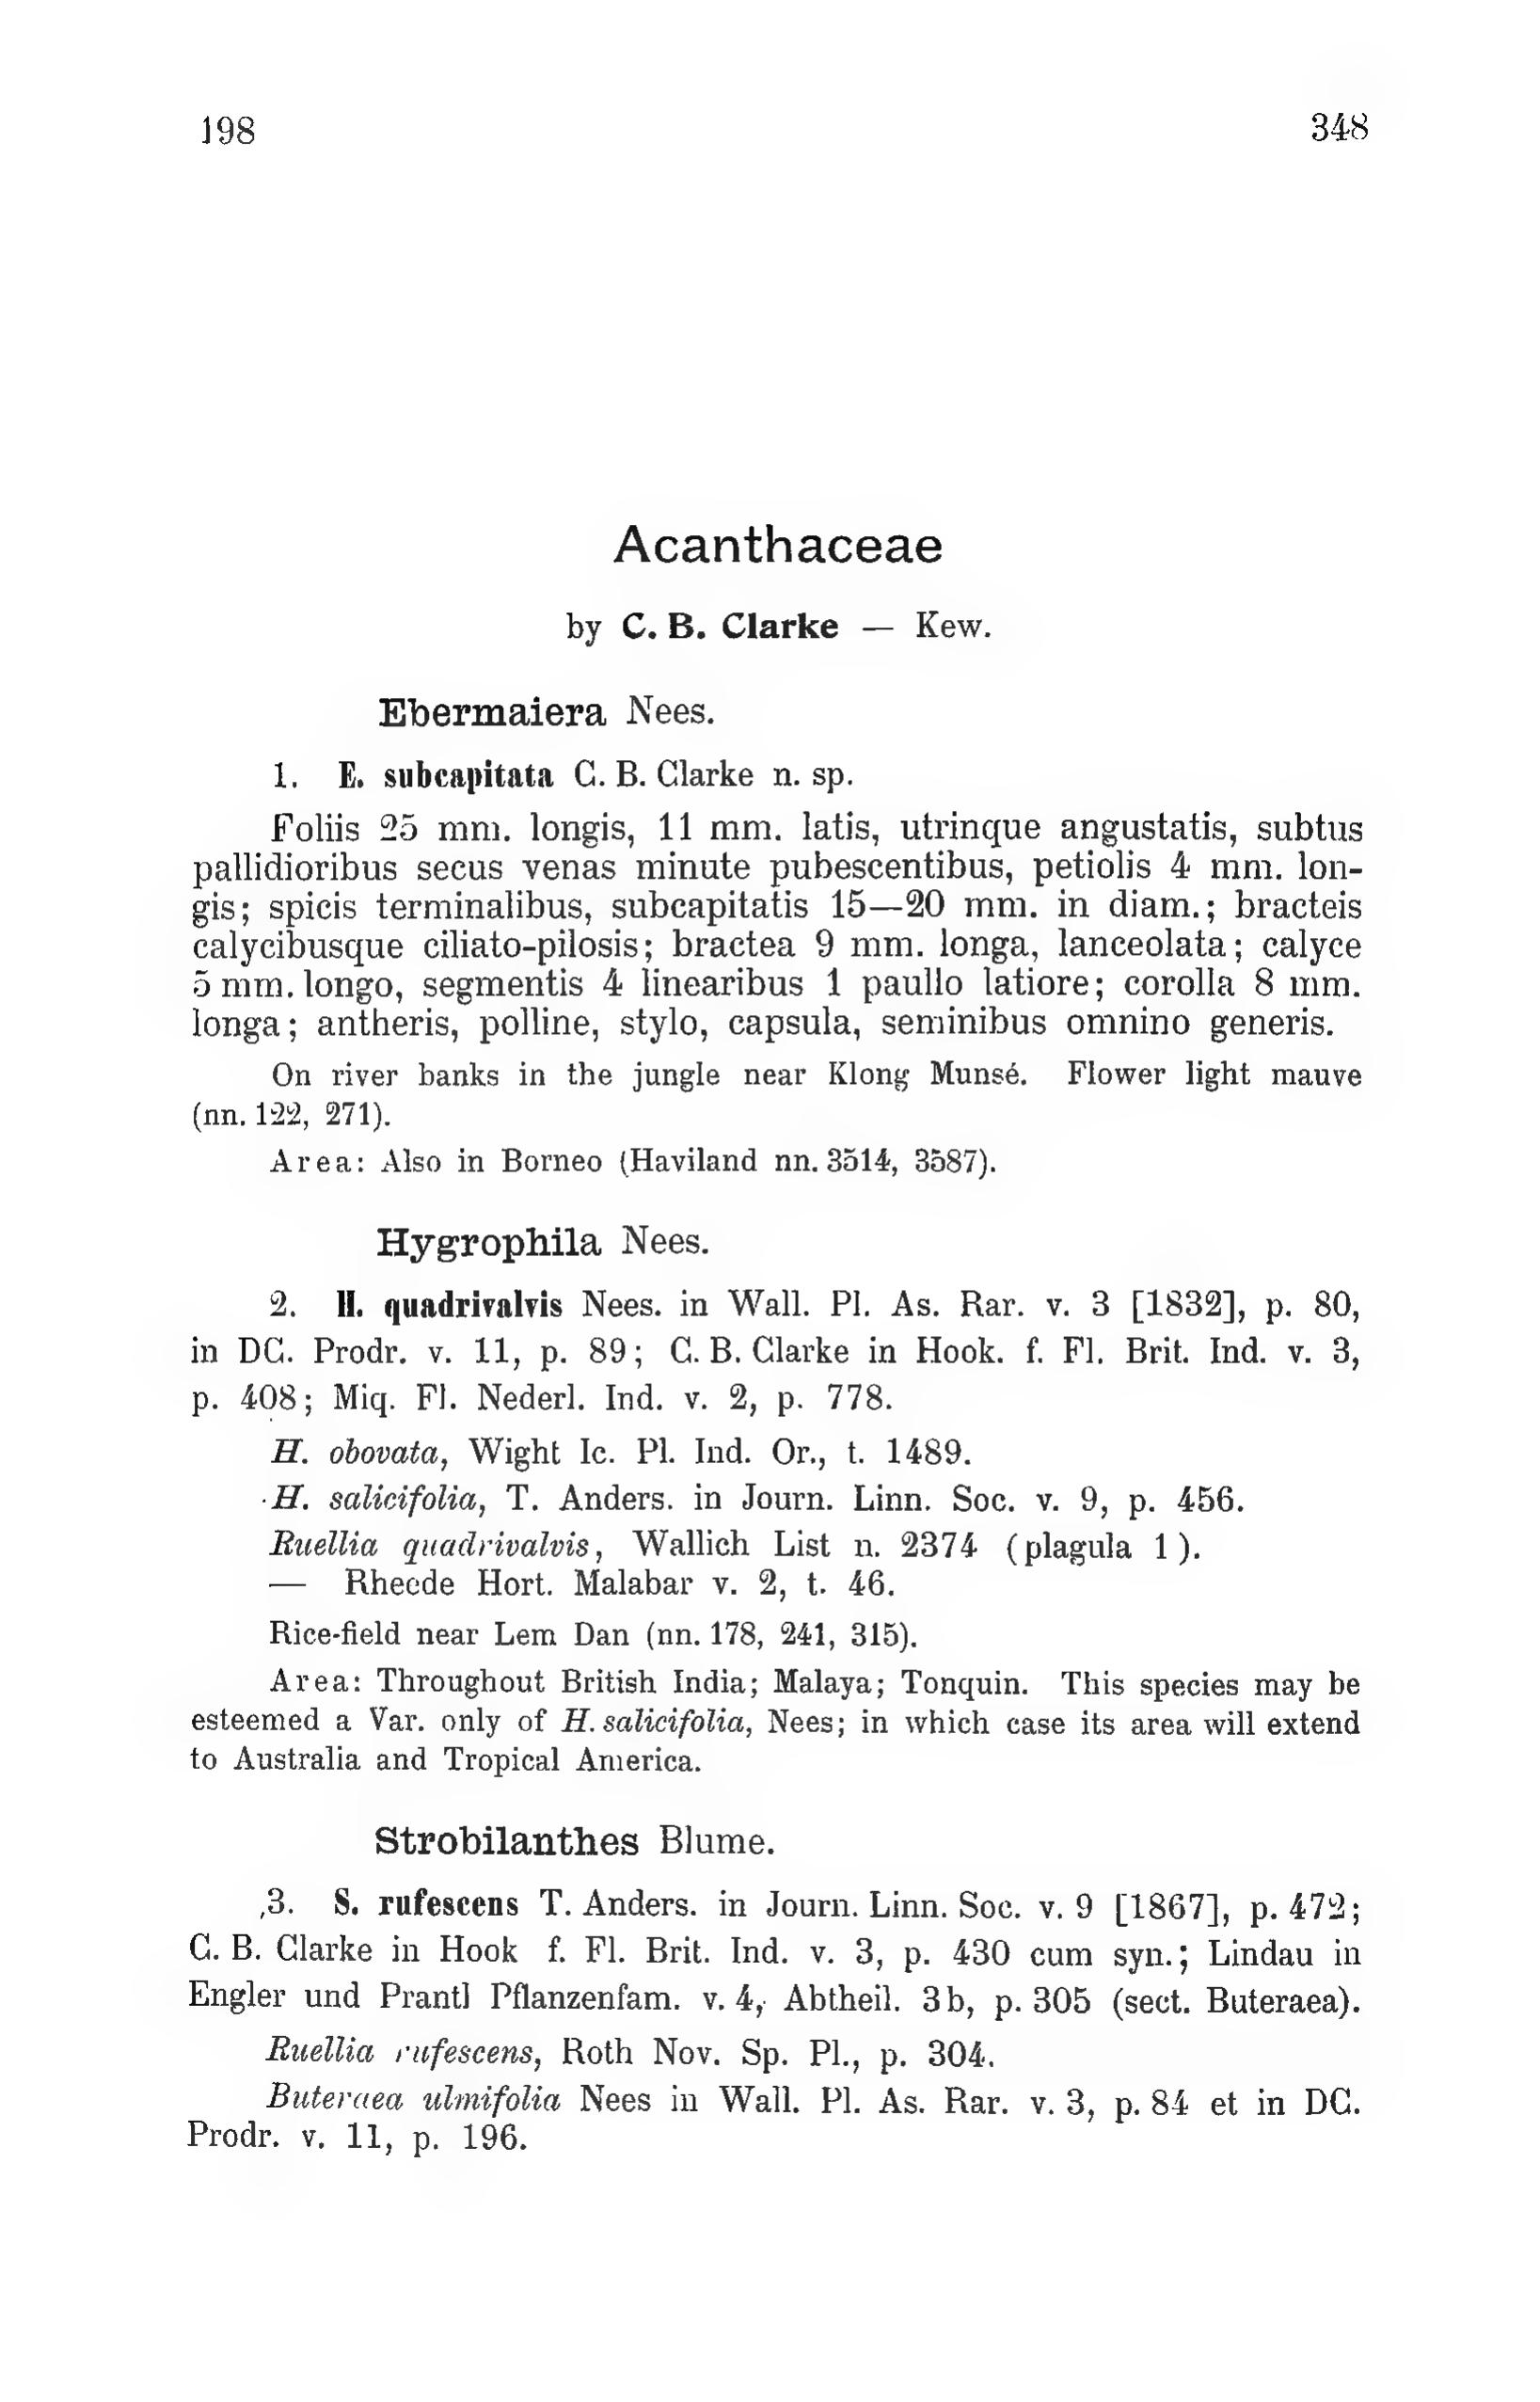 198 348
Acanthaceae
by C. B. Clarke — Kew.
Ebermaiera Nees.
1. E. subcapitata C. B. Clarke n. sp.
Foliis 25 mm. longis, 11 mm. latis, utrinque angustatis, subtus
pallidioribus secus venas minute pubescentibus, petiolis 4 mm. lon-
gis; spicis terminalibus, subcapitatis 15—20 mm. in diam.; bracteis
calycibusque ciliato-pilosis; bractea 9 mm. longa, lanceolata; calyce
5 mm. longo, segmentis 4 linearibus 1 paullo latiore; corolla 8 mm.
longa; antheris, polline, stylo, capsula, seminibus omnino generis.
On river banks in the jungle near Klong Munsé. Flower light mauve
(nn. 122, 271).
Area: Also in Borneo (Haviland nn. 3514, 3587).
Hygrophila Nees.
2. H. quadrivalvis Nees. in Wall. Pl. As. Rar. v. 3 [1832], p. 80,
in DC. Prodr. v. 11, p. 89; C. B. Clarke in Hook. f. Fl. Brit. Ind. v. 3,
p. 408; Miq. Fl. Nederl. Ind. v. 2, p. 778.
H. obovata, Wight Ic. Pl. Ind. Or., t. 1489.
H. salicifolia, T. Anders. in Journ. Linn. Soc. v. 9, p. 456.
Ruellia quadrivalvis, Wallich List n. 2374 (plagula 1).
— Rheede Hort. Malabar v. 2, t. 46.
Rice-field near Lem Dan (nn. 178, 241, 315).
Area: Throughout British India; Malaya; Tonquin. This species may be
esteemed a Var. only of H. salicifolia, Nees; in which case its area will extend
to Australia and Tropical America.
Strobilanthes Blume.
3. S. rufescens T. Anders. in Journ. Linn. Soc. v. 9 [1867], p. 472;
C. B. Clarke in Hook f. Fl. Brit. Ind. v. 3, p. 430 cum syn.; Lindau in
Engler und Prantl Pflanzenfam. v. 4, Abtheil. 3b, p. 305 (sect. Buteraea).
Ruellia rufescens, Roth Nov. Sp. Pl., p. 304.
Buteraea ulmifolia Nees in Wall. Pl. As. Rar. v. 3, p. 84 et in DC.
Prodr. v. 11, p. 196.